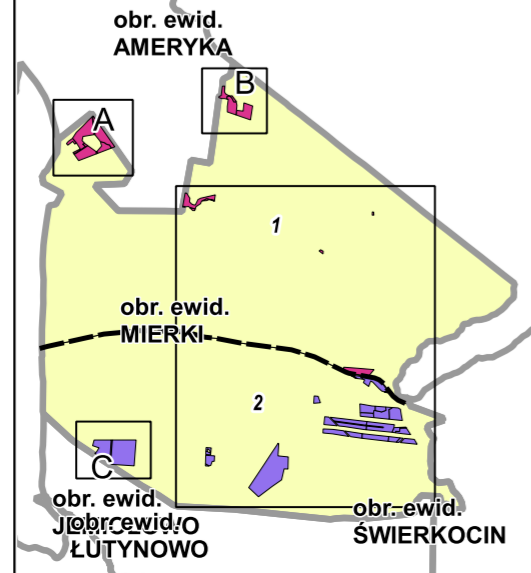 obr. ewid.
AMERYKA
B
A
1
obr. ewid.
MIERKI
2
C
obr. ewid.
obr. ewid.
ŁUTYNOWO
obr. ewid.
ŚWIERKOCIN